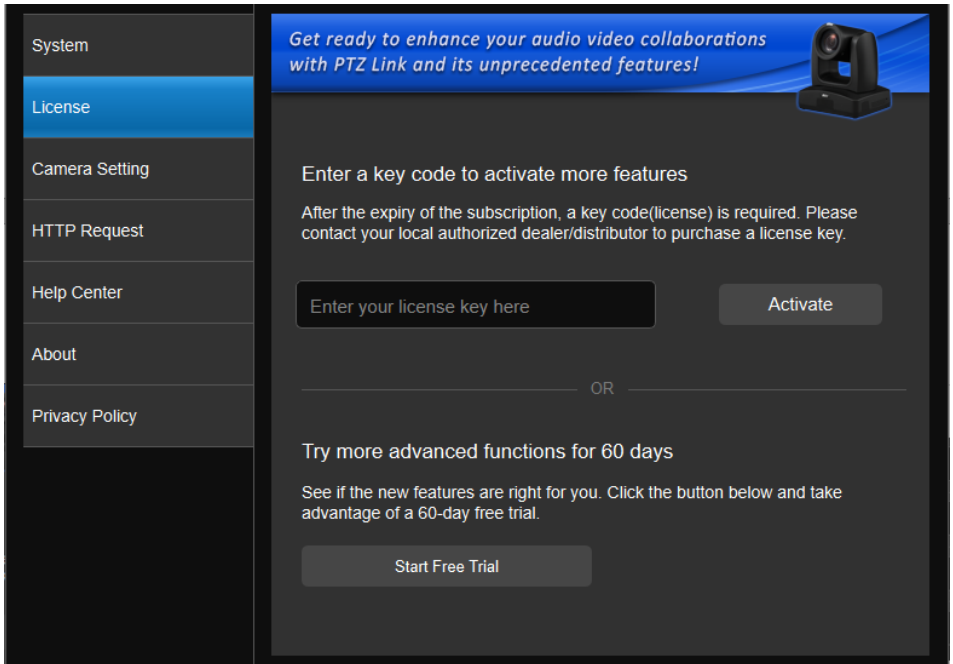 System
License
Camera Setting
HTTP Request
Help Center
About
Privacy Policy
Get ready to enhance your audio video collaborations
with PTZ Link and its unprecedented features!
Enter a key code to activate more features
After the expiry of the subscription, a key code(license) is required. Please
contact your local authorized dealer/distributor to purchase a license key.
Enter your license key here
Activate
OR
Try more advanced functions for 60 days
See if the new features are right for you. Click the button below and take
advantage of a 60-day free trial.
Start Free Trial